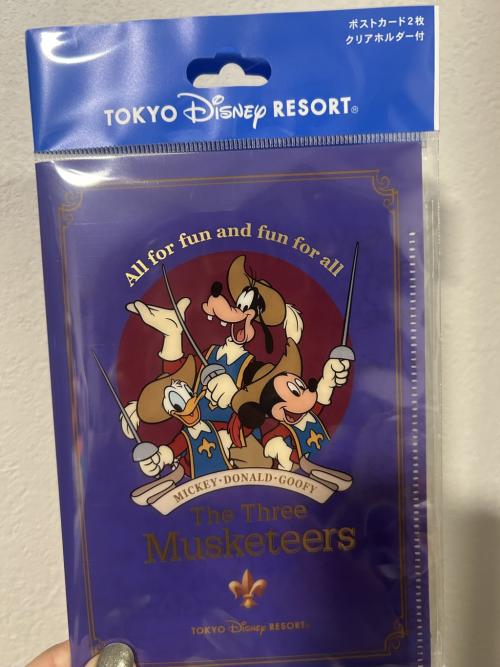 ポストカード2枚
クリアホルダー付
TOKYO Disney RESORT®
All for fun and fun for all
MICKEY・DONALD・GOOFY
The Three
Musketeers
TOKYO Disney RESORT®